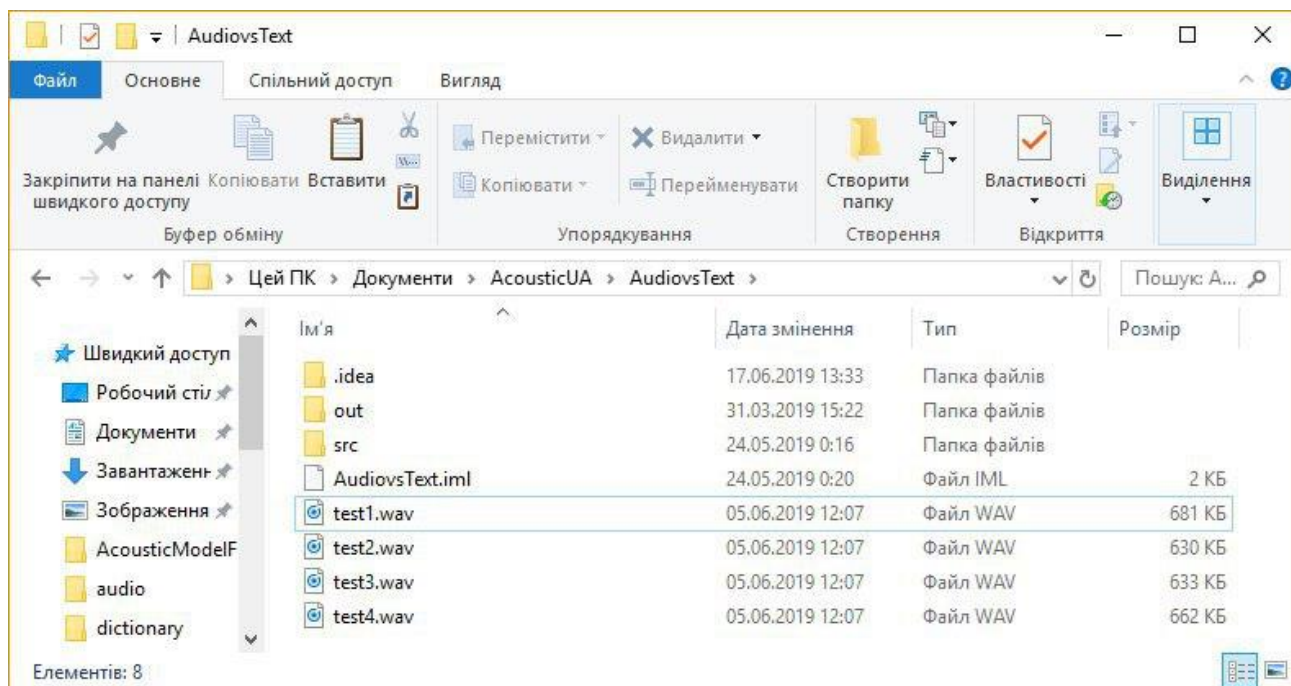 AudiovsText
Файл Основне Спільний доступ Вигляд
Закріпити на панелі швидкого доступу
Копіювати
Вставити
Перемістити
Копіювати
Видалити
Перейменувати
Створити папку
Властивості
Виділення
Буфер обміну Упорядкування Створення Відкриття
Цей ПК > Документи > AcousticUA > AudiovsText >
Пошук: A...
Швидкий доступ
Робочий стіл
Документи
Завантажен
Зображення
AcousticModelF
audio
dictionary
Ім'я Дата змінення Тип Розмір
.idea 17.06.2019 13:33 Папка файлів
out 31.03.2019 15:22 Папка файлів
src 24.05.2019 0:16 Папка файлів
AudiovsText.iml 24.05.2019 0:20 Файл IML 2 КБ
test1.wav 05.06.2019 12:07 Файл WAV 681 КБ
test2.wav 05.06.2019 12:07 Файл WAV 630 КБ
test3.wav 05.06.2019 12:07 Файл WAV 633 КБ
test4.wav 05.06.2019 12:07 Файл WAV 662 КБ
Елементів: 8